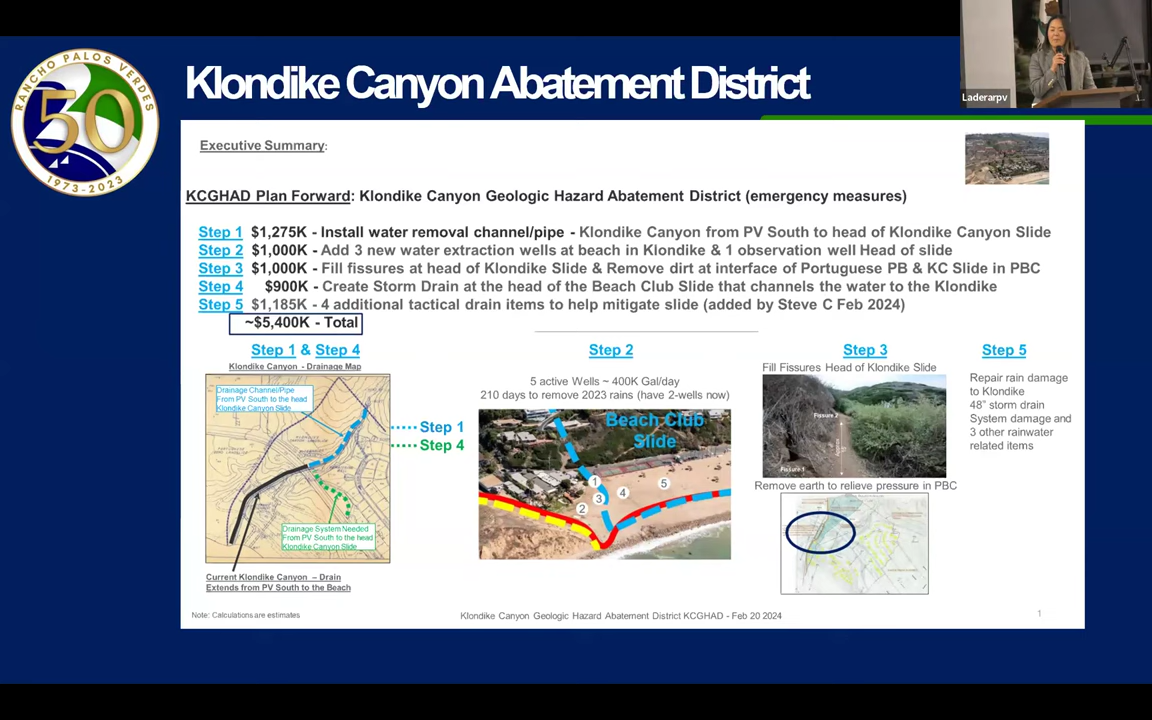 RANCHO PALOS VERDES
50
1973-2023
Klondike Canyon Abatement District
Laderarpv
Executive Summary:
KCGHAD Plan Forward: Klondike Canyon Geologic Hazard Abatement District (emergency measures)
Step 1 $1,275K - Install water removal channel/pipe - Klondike Canyon from PV South to head of Klondike Canyon Slide
Step 2 $1,000K - Add 3 new water extraction wells at beach in Klondike & 1 observation well Head of slide
Step 3 $1,000K - Fill fissures at head of Klondike Slide & Remove dirt at interface of Portuguese PB & KC Slide in PBC
Step 4 $900K - Create Storm Drain at the head of the Beach Club Slide that channels the water to the Klondike
Step 5 $1,185K - 4 additional tactical drain items to help mitigate slide (added by Steve C Feb 2024)
~$5,400K - Total
Step 1 & Step 4
Klondike Canyon - Drainage Map
Drainage Channel/Pipe
From PV South to the head
Klondike Canyon Slide
Step 1
Step 4
Drainage System Needed
From PV South to the head
Klondike Canyon Slide
Current Klondike Canyon – Drain
Extends from PV South to the Beach
Step 2
5 active Wells ~ 400K Gal/day
210 days to remove 2023 rains (have 2-wells now)
Beach Club
Slide
1
2
3
4
5
Step 3
Fill Fissures Head of Klondike Slide
Fissure 2
Fissure 1
Remove earth to relieve pressure in PBC
Step 5
Repair rain damage
to Klondike
48” storm drain
System damage and
3 other rainwater
related items
Note: Calculations are estimates
Klondike Canyon Geologic Hazard Abatement District KCGHAD - Feb 20 2024
1